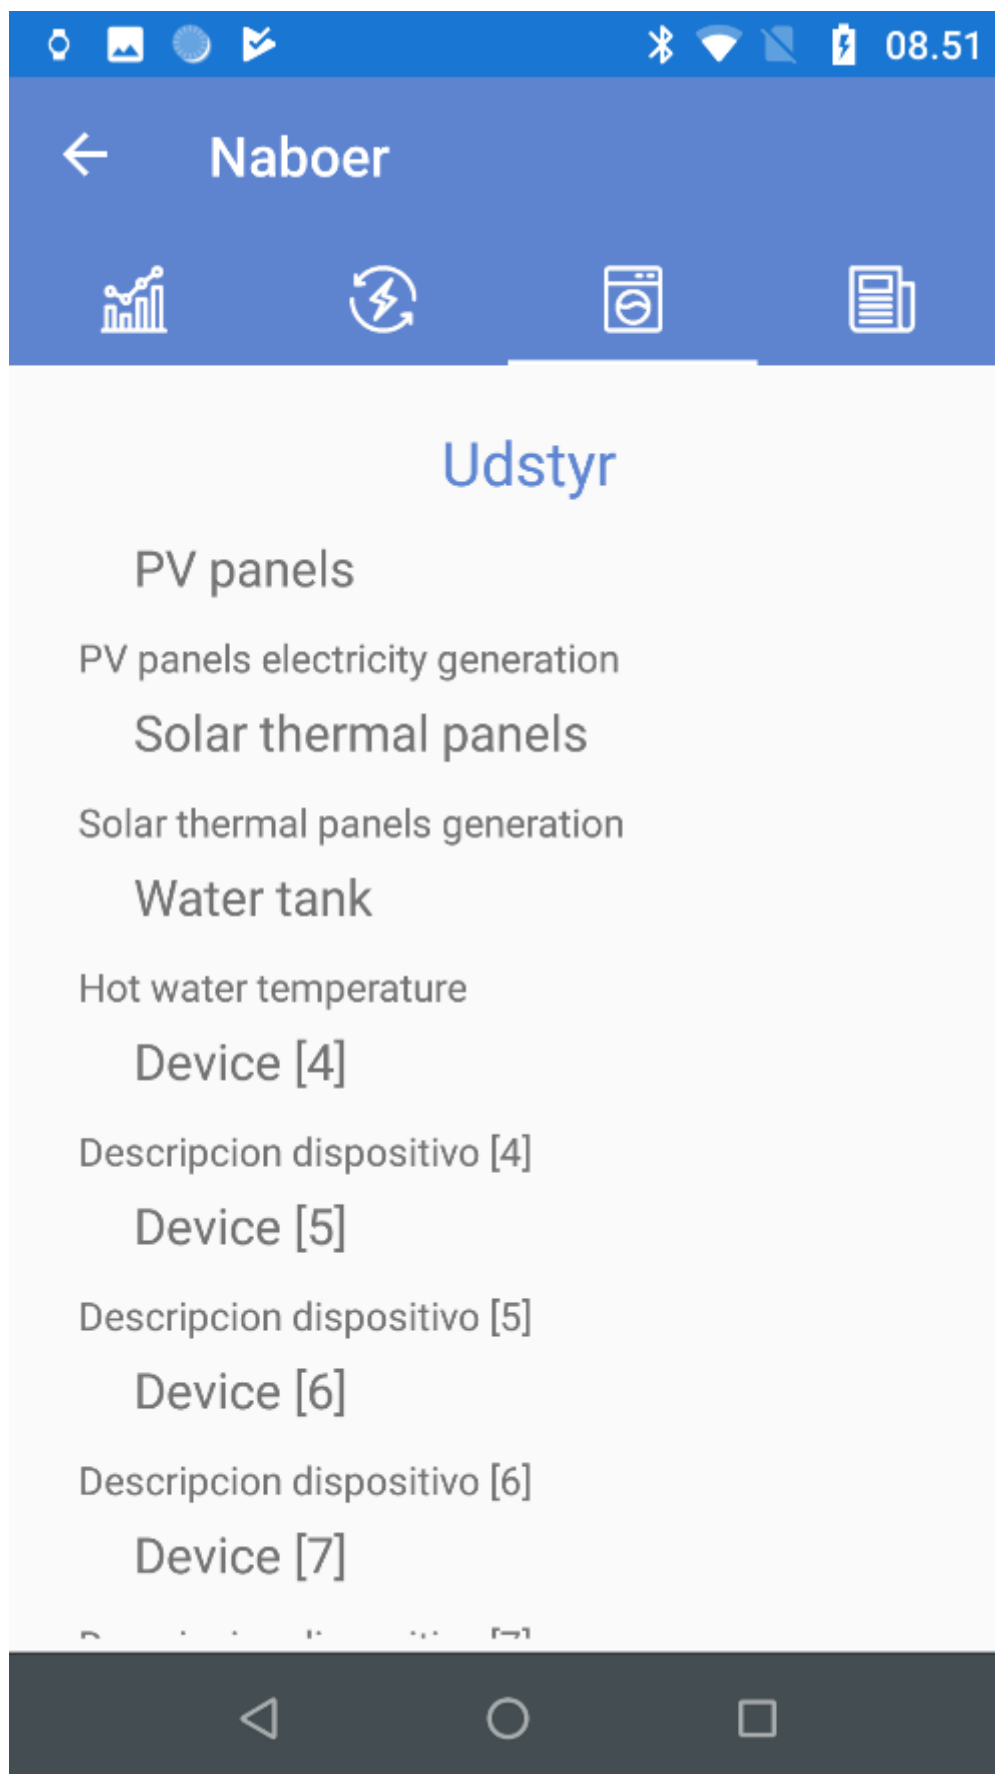 08.51
Naboer
Udstyr
PV panels
PV panels electricity generation
Solar thermal panels
Solar thermal panels generation
Water tank
Hot water temperature
Device [4]
Descripcion dispositivo [4]
Device [5]
Descripcion dispositivo [5]
Device [6]
Descripcion dispositivo [6]
Device [7]